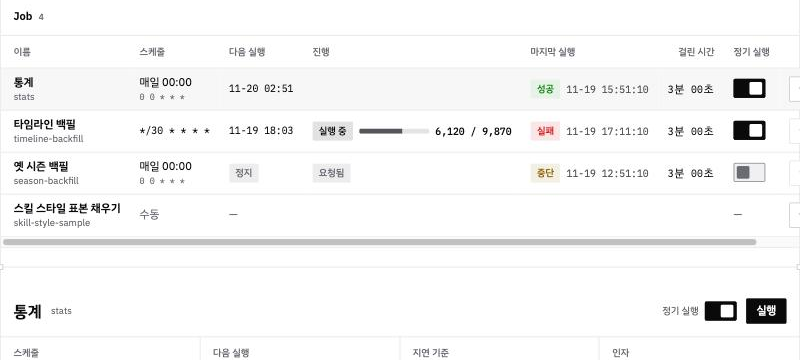 Job 4
이름 스케줄 다음 실행 진행 마지막 실행 걸린 시간 정기 실행
통계 매일 00:00 11-20 02:51 성공 11-19 15:51:10 3분 00초
stats 0 0 * * *
타임라인 백필 */30 * * * * 11-19 18:03 실행 중 6,120 / 9,870 실패 11-19 17:11:10 3분 00초
timeline-backfill
옛 시즌 백필 매일 00:00 정지 요청됨 중단 11-19 12:51:10 3분 00초
season-backfill 0 0 * * *
스킬 스타일 표본 채우기 수동 — —
skill-style-sample
통계 stats 정기 실행 실행
스케줄 다음 실행 지연 기준 인자